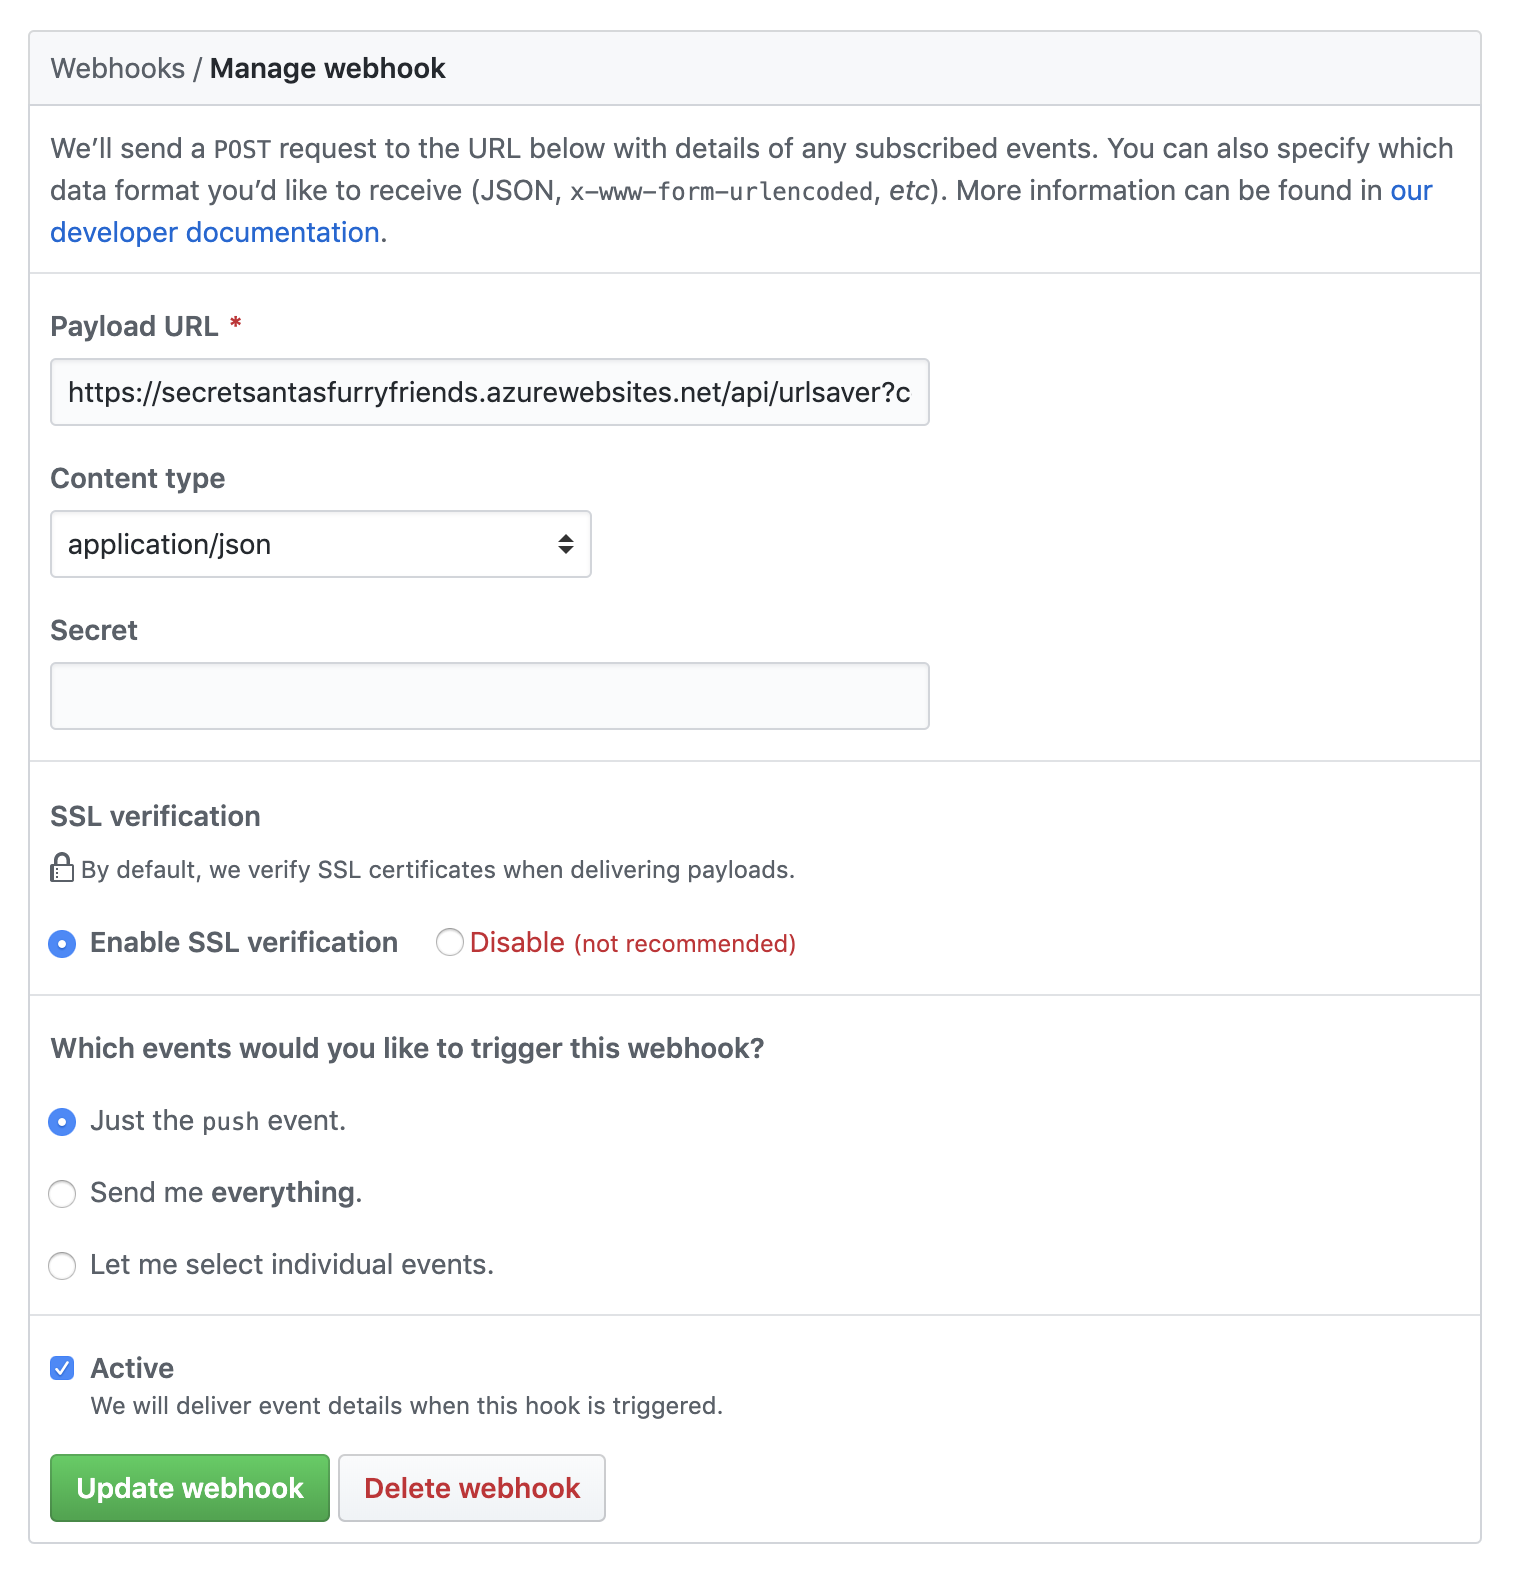 Webhooks / Manage webhook
We’ll send a POST request to the URL below with details of any subscribed events. You can also specify which
data format you’d like to receive (JSON, x-www-form-urlencoded, etc). More information can be found in our
developer documentation.
Payload URL *
https://secretsantasfurryfriends.azurewebsites.net/api/urlsaver?c
Content type
application/json
Secret
SSL verification
By default, we verify SSL certificates when delivering payloads.
Enable SSL verification Disable (not recommended)
Which events would you like to trigger this webhook?
Just the push event.
Send me everything.
Let me select individual events.
Active
We will deliver event details when this hook is triggered.
Update webhook Delete webhook